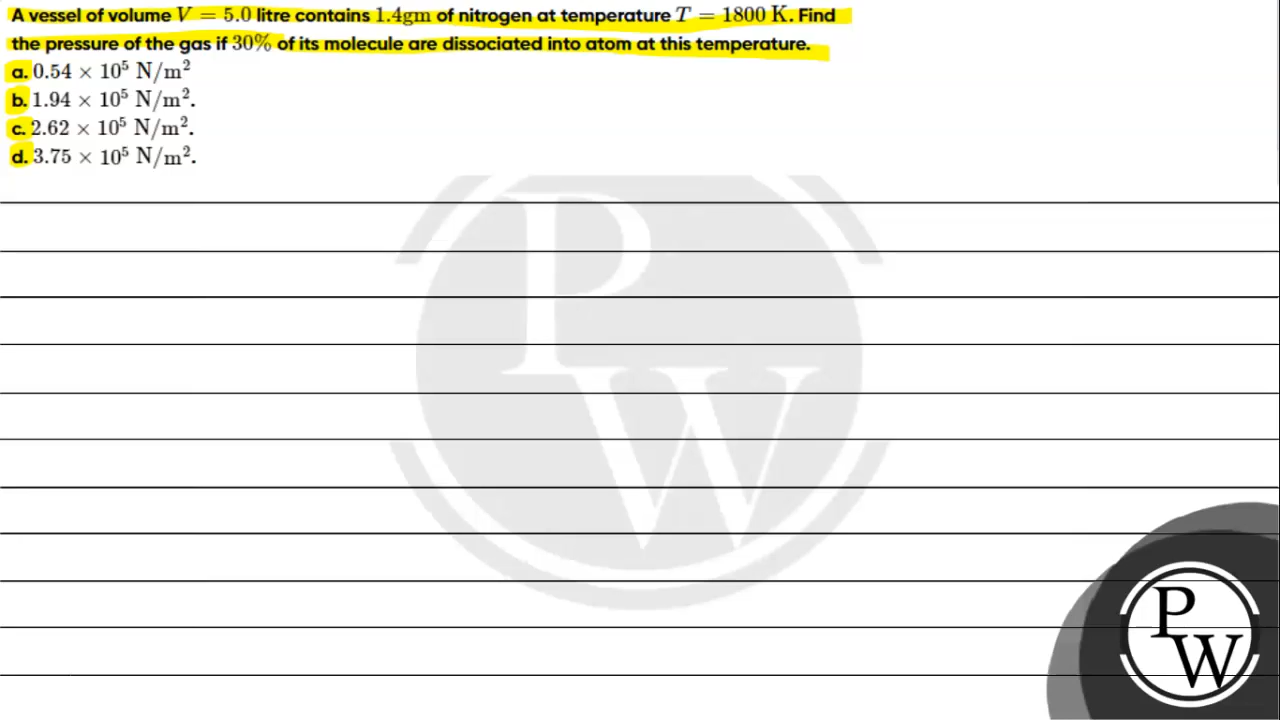 A vessel of volume V = 5.0 litre contains 1.4gm of nitrogen at temperature T = 1800 K. Find
the pressure of the gas if 30% of its molecule are dissociated into atom at this temperature.
a. 0.54 × 10⁵ N/m²
b. 1.94 × 10⁵ N/m².
c. 2.62 × 10⁵ N/m².
d. 3.75 × 10⁵ N/m².
P
W
P
W